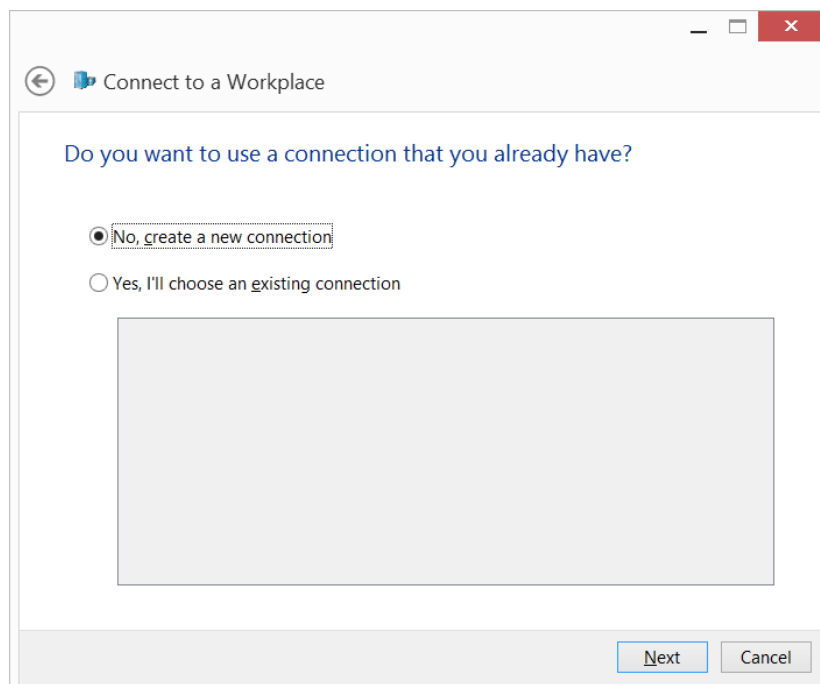 Connect to a Workplace
Do you want to use a connection that you already have?
No, create a new connection
Yes, I'll choose an existing connection
Next Cancel